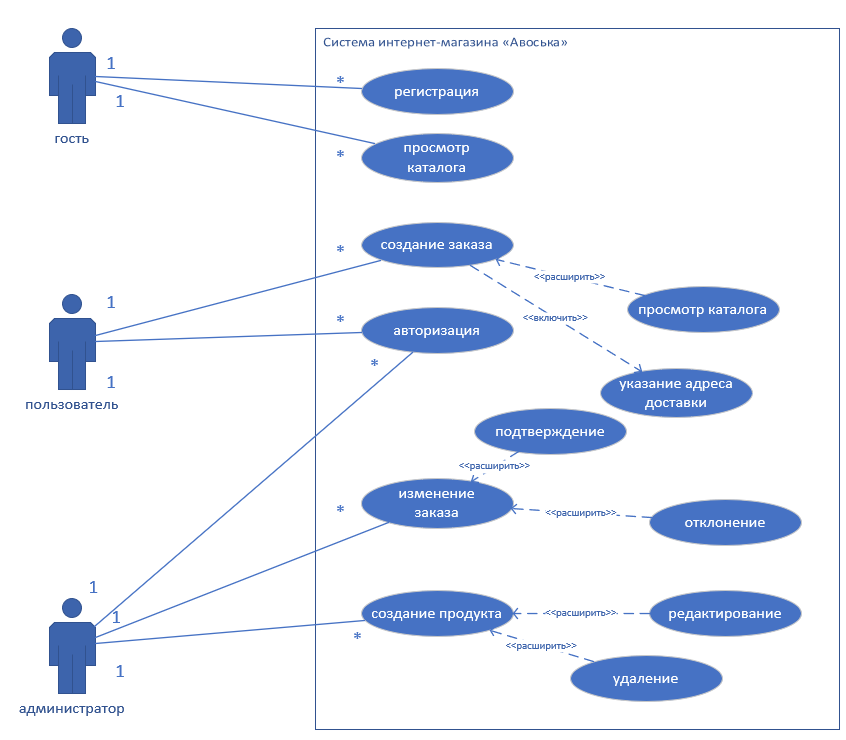 Система интернет-магазина «Авоська»
1
*
регистрация
1
гость
*
просмотр
каталога
*
создание заказа
<<расширить>>
просмотр каталога
1
*
авторизация
<<включить>>
*
1
пользователь
указание адреса
доставки
подтверждение
<<расширить>>
*
изменение
заказа
<<расширить>>
отклонение
1
1
создание продукта
<<расширить>>
редактирование
*
<<расширить>>
1
удаление
администратор